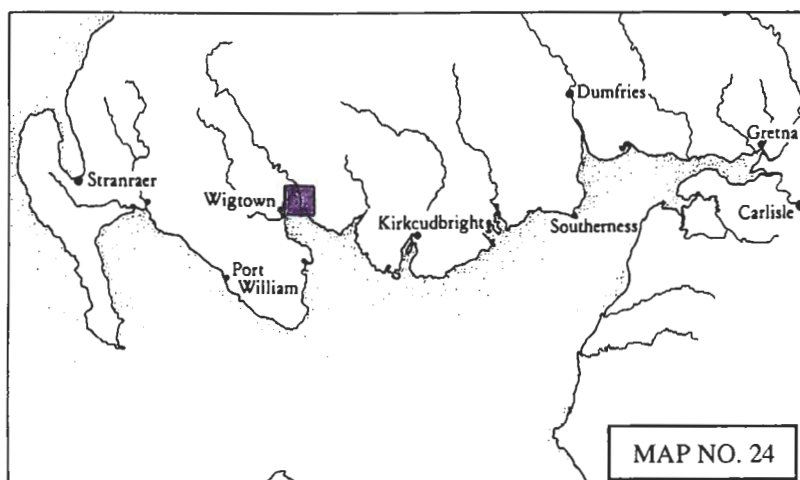 Dumfries
Gretna
Stranraer
Wigtown
Kirkcudbright
Southerness
Carlisle
Port
William
MAP NO. 24